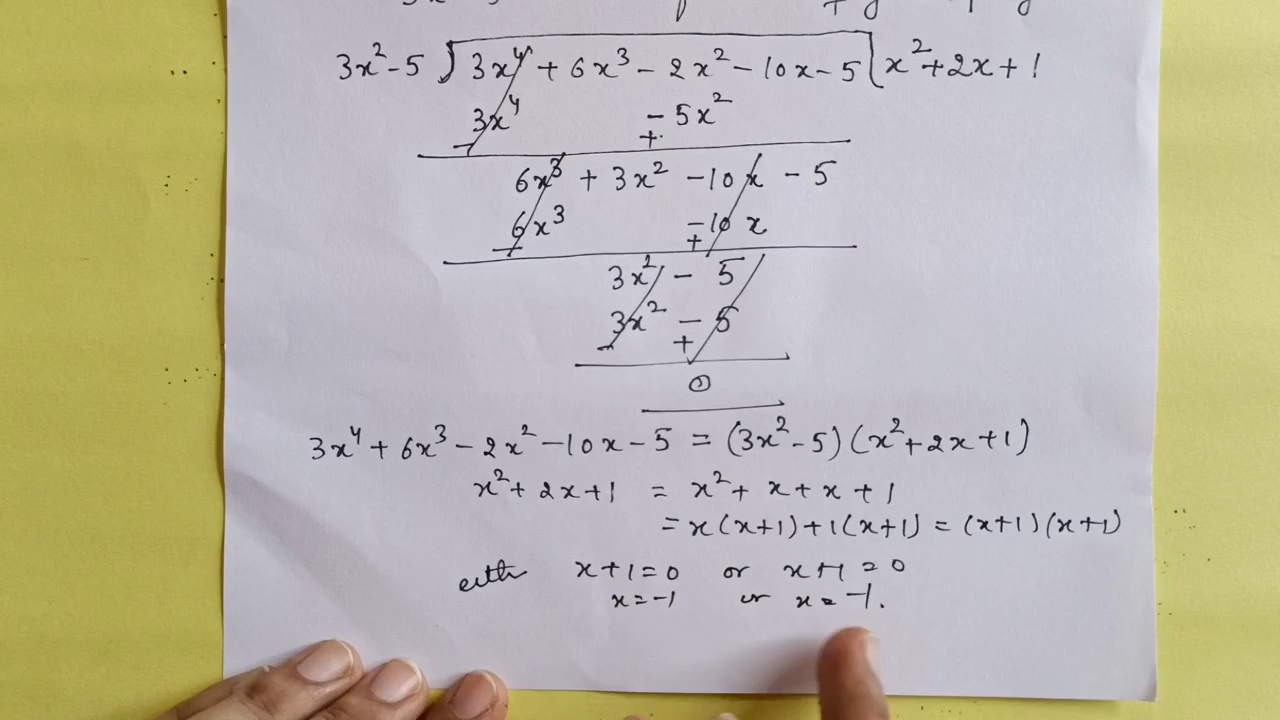 3x² - 5 ) 3x⁴ + 6x³ - 2x² - 10x - 5 ( x² + 2x + 1
3x⁴ - 5x²
- +
6x³ + 3x² - 10x - 5
6x³ - 10x
- +
3x² - 5
3x² - 5
- +
0
3x⁴ + 6x³ - 2x² - 10x - 5 = (3x² - 5) (x² + 2x + 1)
x² + 2x + 1 = x² + x + x + 1
= x(x+1) + 1(x+1) = (x+1)(x+1)
x+1=0 or x+1=0
x=-1 or x=-1.